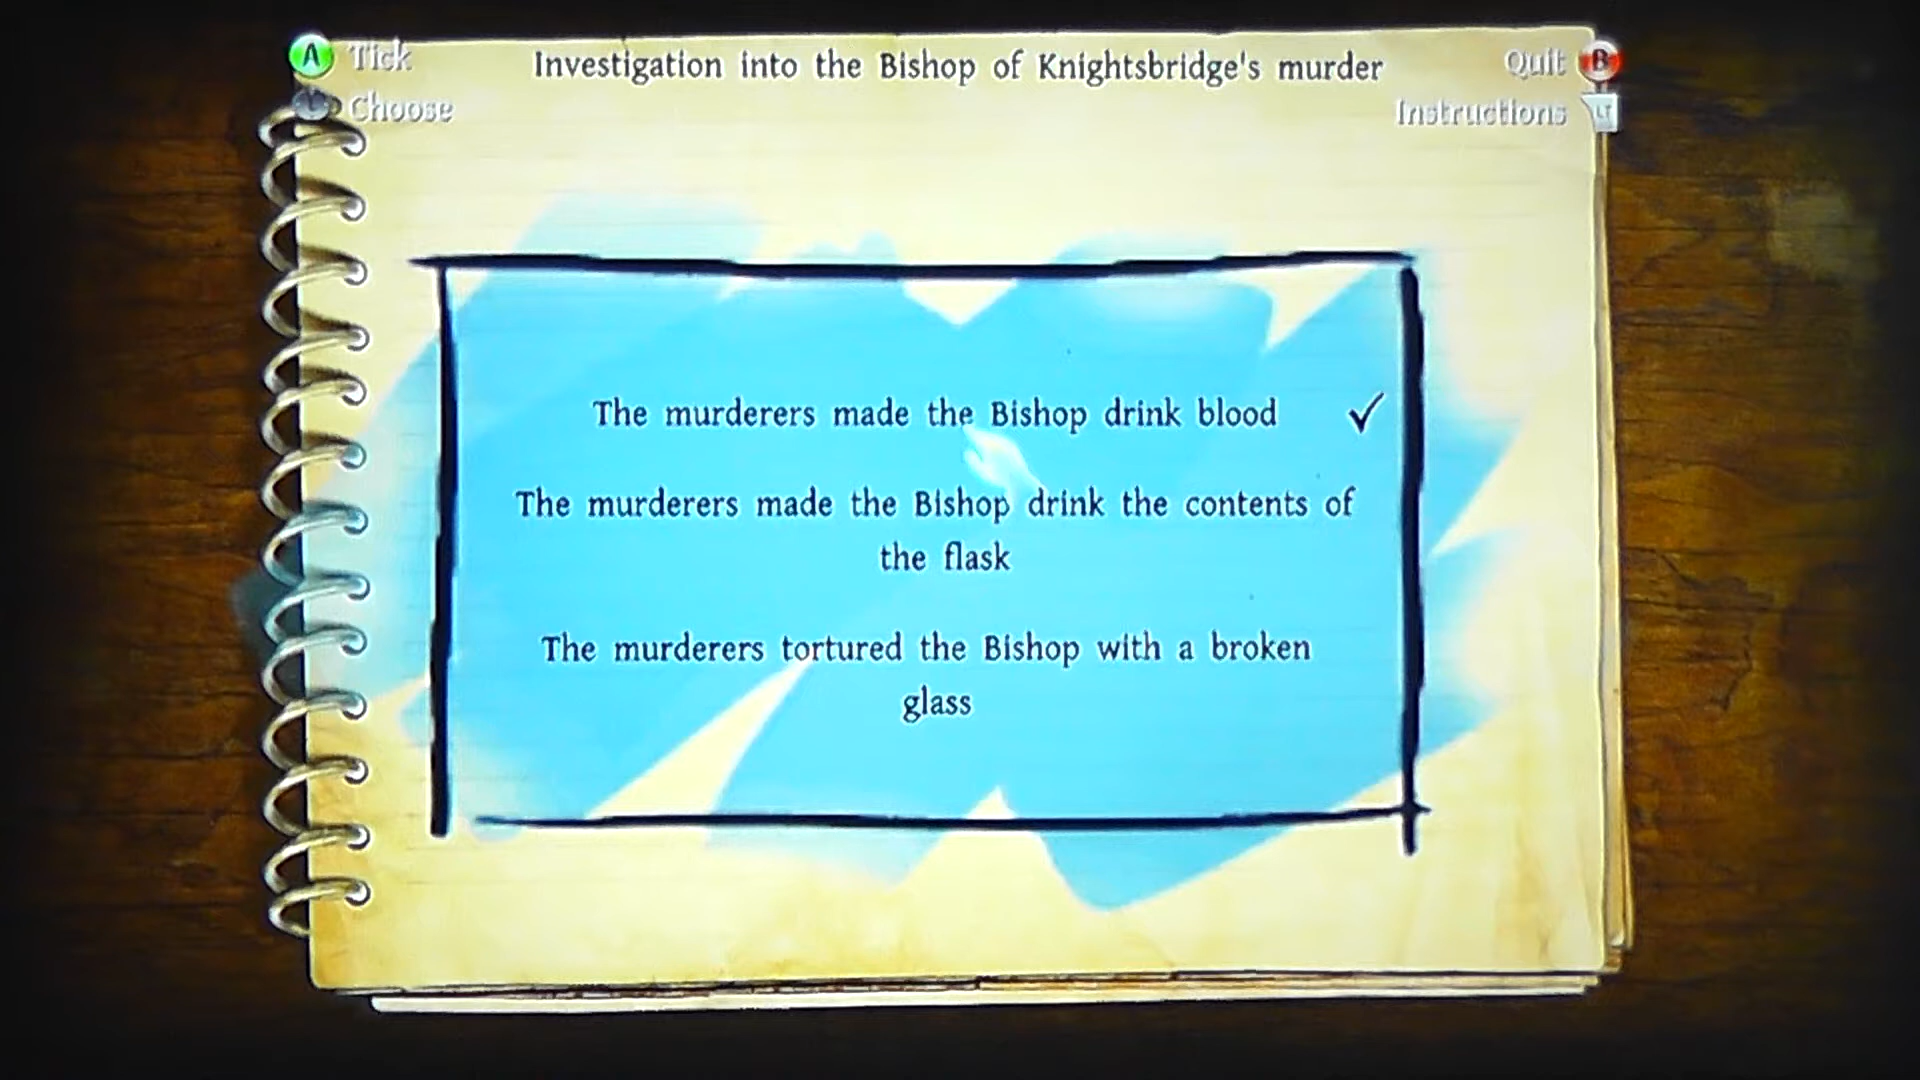 A Tick
Investigation into the Bishop of Knightsbridge's murder
Quit B
L Choose
Instructions LT
The murderers made the Bishop drink blood ✓
The murderers made the Bishop drink the contents of
the flask
The murderers tortured the Bishop with a broken
glass